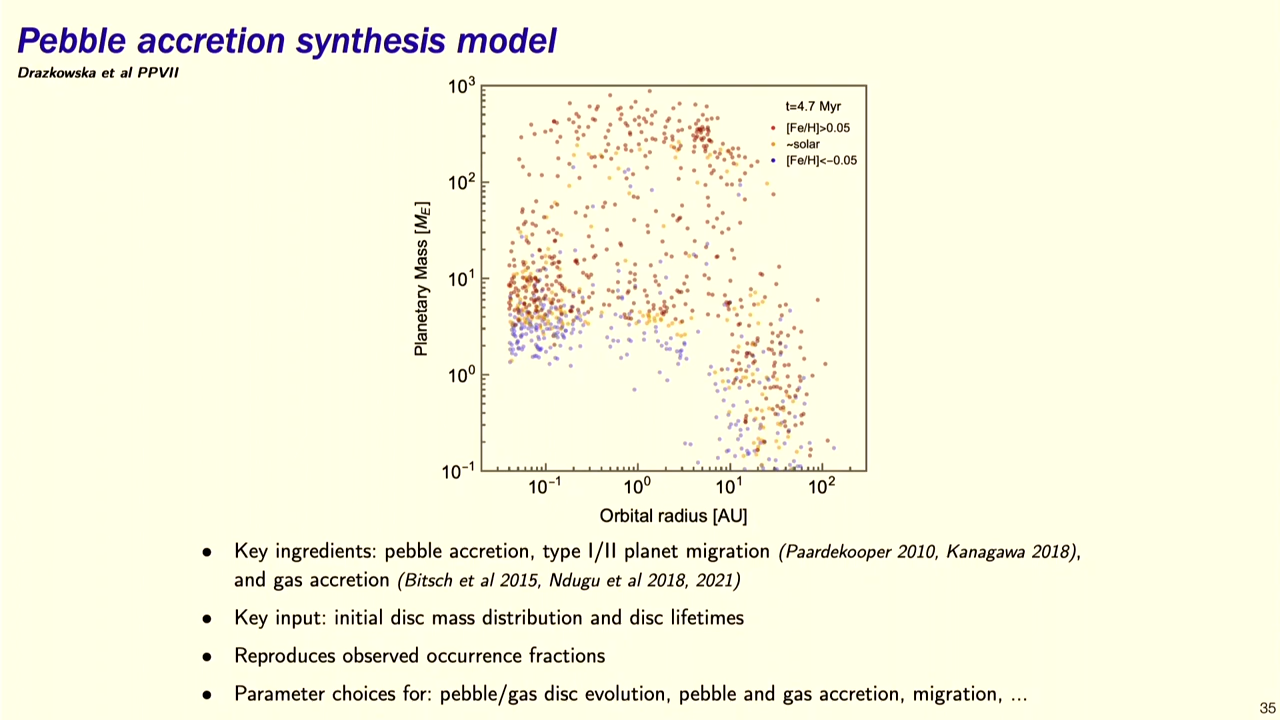 Pebble accretion synthesis model
Drazkowska et al PPVII
10³
10²
10¹
10⁰
10⁻¹
Planetary Mass [M_E]
t=4.7 Myr
[Fe/H]>0.05
~solar
[Fe/H]<−0.05
10⁻¹ 10⁰ 10¹ 10²
Orbital radius [AU]
• Key ingredients: pebble accretion, type I/II planet migration (Paardekooper 2010, Kanagawa 2018),
and gas accretion (Bitsch et al 2015, Ndugu et al 2018, 2021)
• Key input: initial disc mass distribution and disc lifetimes
• Reproduces observed occurrence fractions
• Parameter choices for: pebble/gas disc evolution, pebble and gas accretion, migration, ...
35